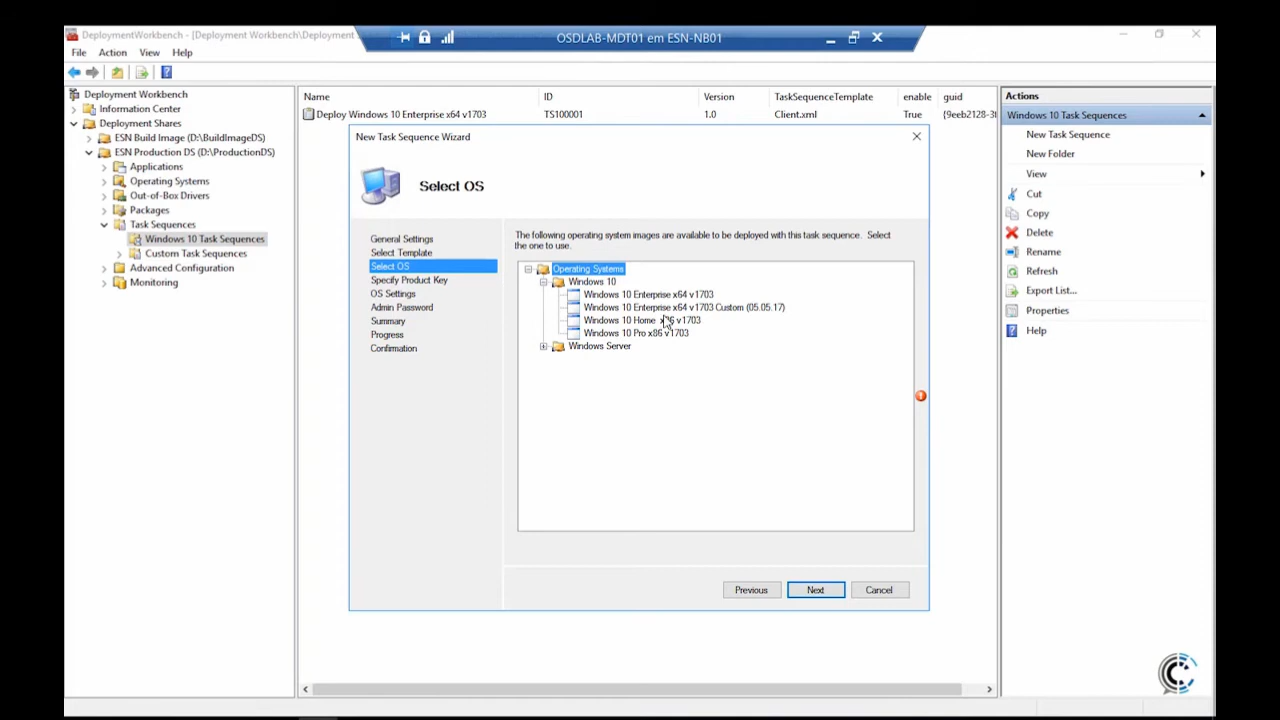 DeploymentWorkbench - [Deployment Workbench\Deployment
OSDLAB-MDT01 em ESN-NB01
File Action View Help
Deployment Workbench
Information Center
Deployment Shares
ESN Build Image (D:\BuildImageDS)
ESN Production DS (D:\ProductionDS)
Applications
Operating Systems
Out-of-Box Drivers
Packages
Task Sequences
Windows 10 Task Sequences
Custom Task Sequences
Advanced Configuration
Monitoring
Name ID Version TaskSequenceTemplate enable guid
Deploy Windows 10 Enterprise x64 v1703 TS100001 1.0 Client.xml True
New Task Sequence Wizard
Select OS
General Settings
Select Template
Select OS
Specify Product Key
OS Settings
Admin Password
Summary
Progress
Confirmation
The following operating system images are available to be deployed with this task sequence. Select
the one to use.
Operating Systems
Windows 10
Windows 10 Enterprise x64 v1703
Windows 10 Enterprise x64 v1703 Custom (05.05.17)
Windows 10 Home x86 v1703
Windows 10 Pro x86 v1703
Windows Server
Previous Next Cancel
Actions
Windows 10 Task Sequences
New Task Sequence
New Folder
View
Cut
Copy
Delete
Rename
Refresh
Export List...
Properties
Help